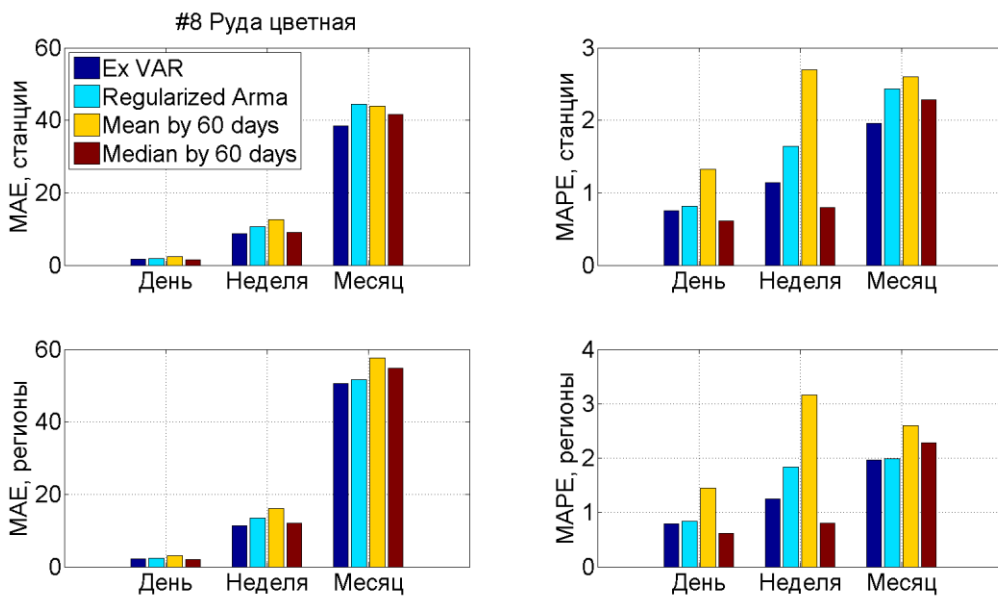 #8 Руда цветная
MAE, станции
60
40
20
0
Ex VAR
Regularized Arma
Mean by 60 days
Median by 60 days
День Неделя Месяц
MAPE, станции
3
2
1
0
День Неделя Месяц
MAE, регионы
60
40
20
0
День Неделя Месяц
MAPE, регионы
4
3
2
1
0
День Неделя Месяц